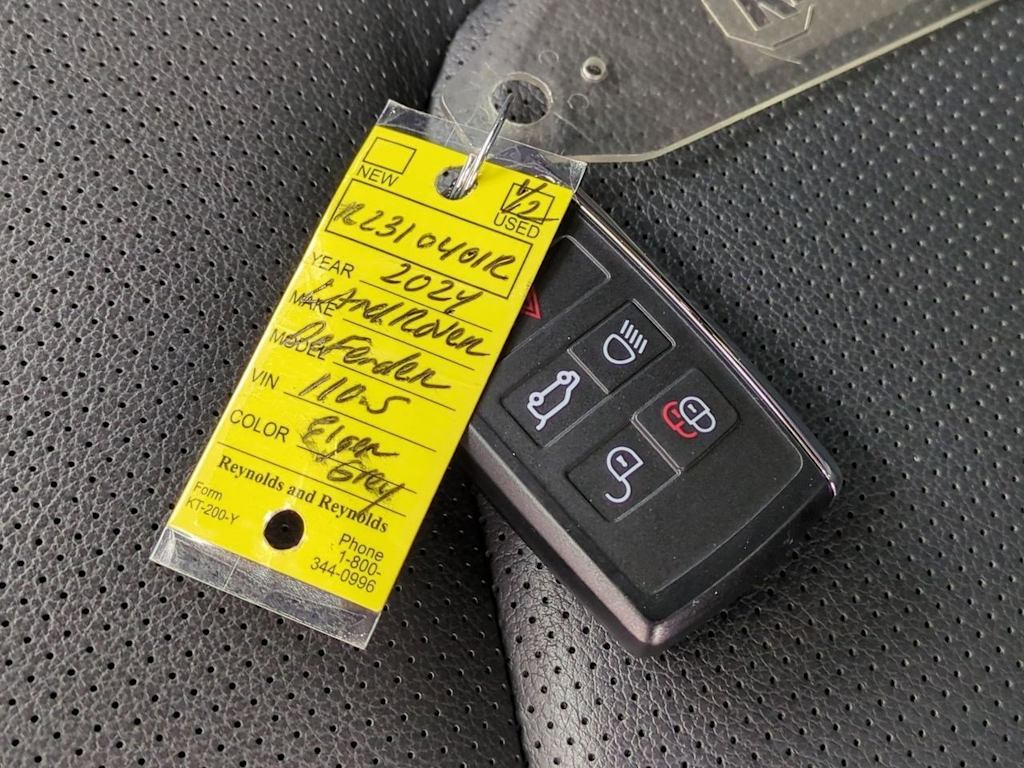 NEW
USED
R2310401R
YEAR 2024
MAKE Land Rover
MODEL Defender
VIN 110-S
COLOR Eiger
Grey
Reynolds and Reynolds
Form
KT-200-Y
Phone
1-800-
344-0996